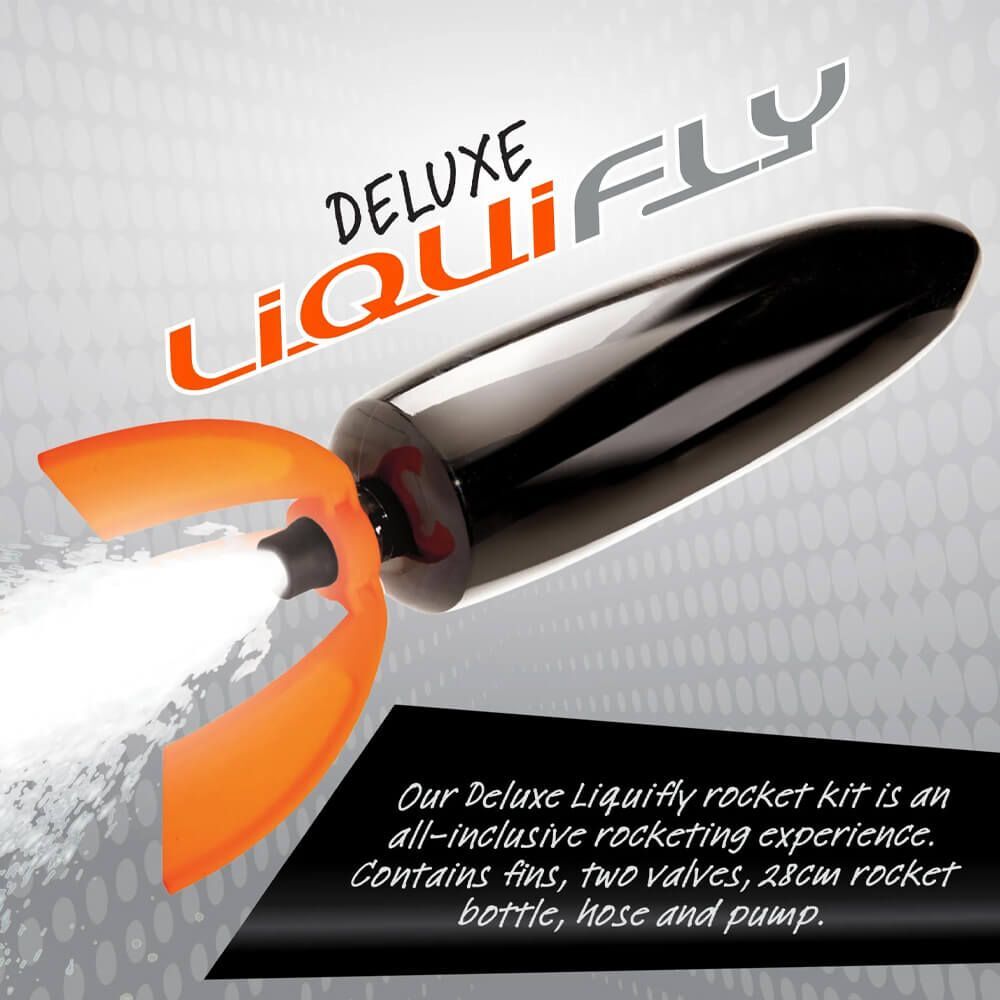 DELUXE
LiQUiFLY
Our Deluxe Liquifly rocket kit is an
all-inclusive rocketing experience.
Contains fins, two valves, 28cm rocket
bottle, hose and pump.